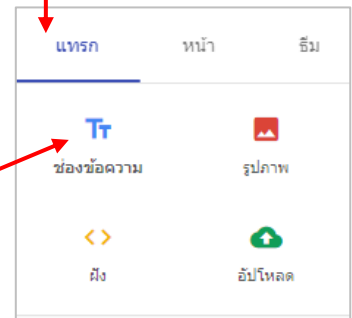 แทรก หน้า ธีม
Tт
ช่องข้อความ รูปภาพ
ฝัง อัปโหลด